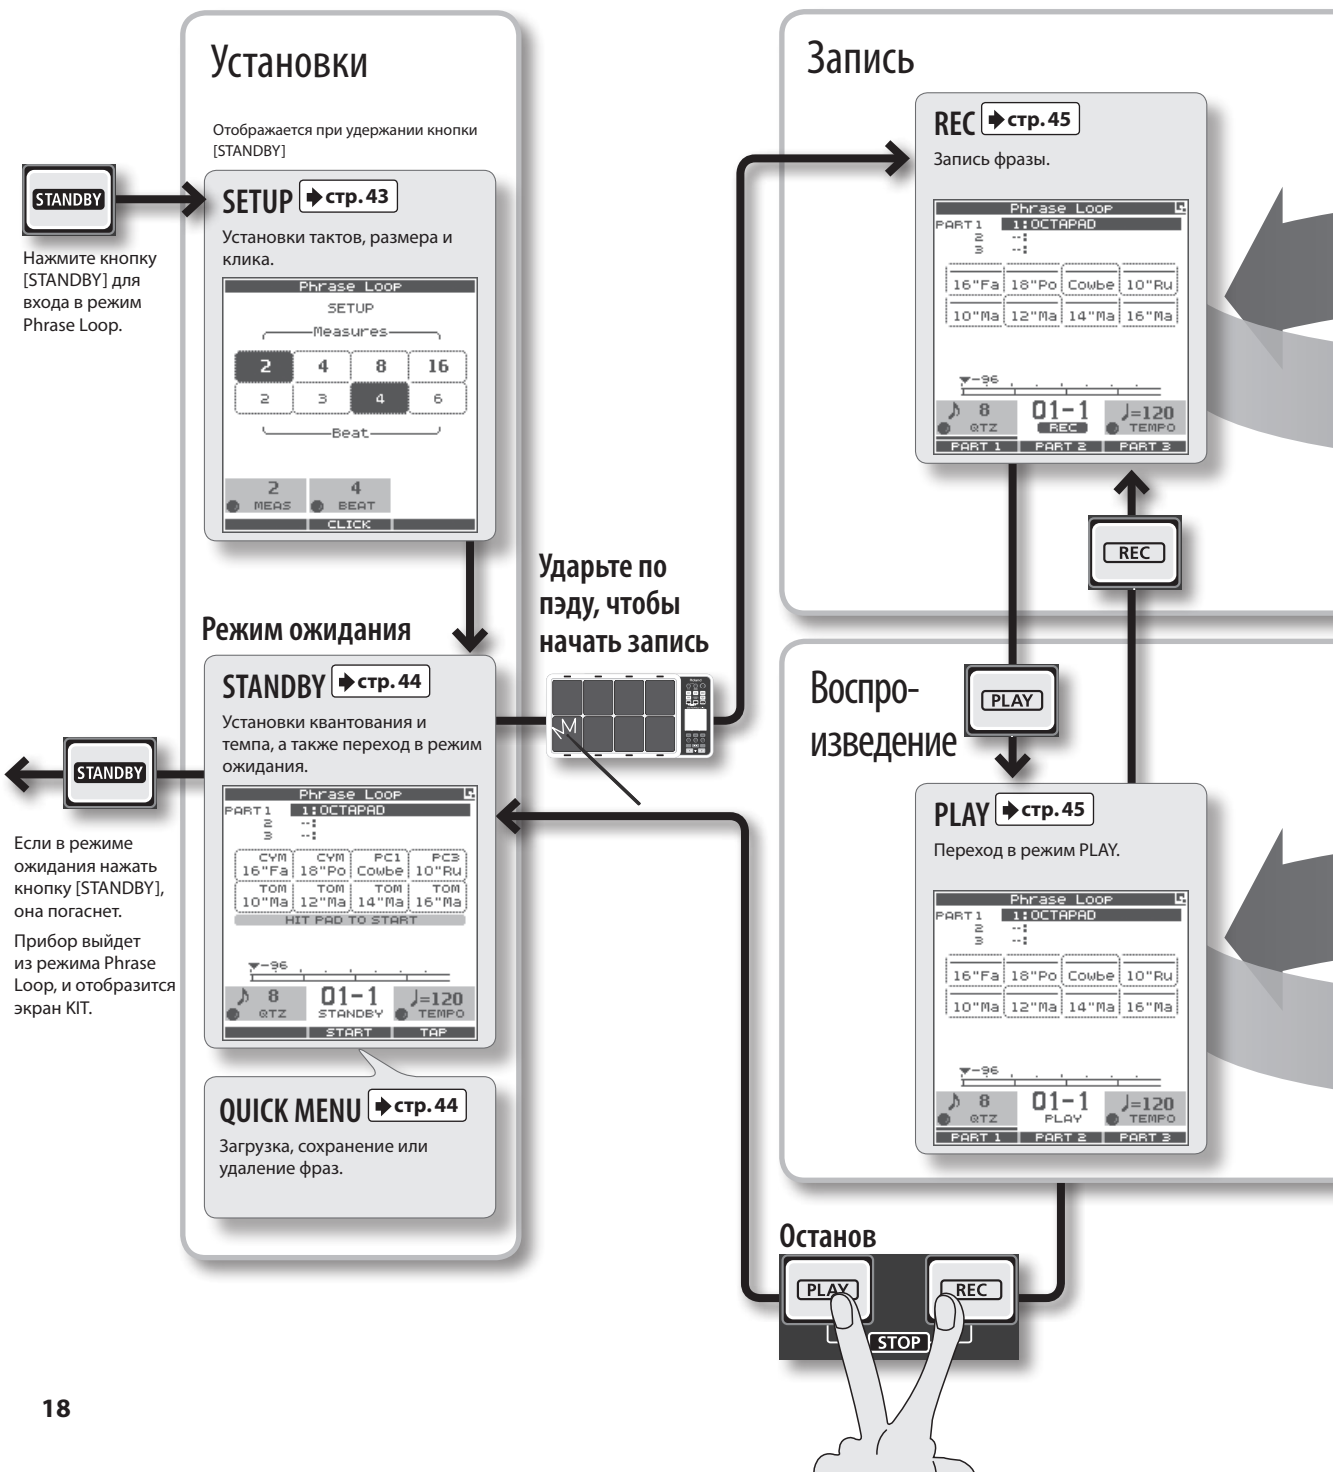 Установки
Отображается при удержании кнопки
[STANDBY]
STANDBY
Нажмите кнопку
[STANDBY] для
входа в режим
Phrase Loop.
SETUP стр. 43
Установки тактов, размера и
клика.
Phrase Loop
SETUP
Measures
2 4 8 16
2 3 4 6
Beat
2 4
MEAS BEAT
CLICK
Режим ожидания
STANDBY стр. 44
Установки квантования и
темпа, а также переход в режим
ожидания.
Phrase Loop
PART1 1:OCTAPAD
2 --:
3 --:
CYM CYM PC1 PC3
16"Fa 18"Po Cowbe 10"Ru
TOM TOM TOM TOM
10"Ma 12"Ma 14"Ma 16"Ma
HIT PAD TO START
-96
8 01-1 ♩=120
QTZ STANDBY TEMPO
START TAP
STANDBY
Если в режиме
ожидания нажать
кнопку [STANDBY],
она погаснет.
Прибор выйдет
из режима Phrase
Loop, и отобразится
экран KIT.
QUICK MENU стр. 44
Загрузка, сохранение или
удаление фраз.
Ударьте по
пэду, чтобы
начать запись
Запись
REC стр. 45
Запись фразы.
Phrase Loop
PART1 1:OCTAPAD
2 --:
3 --:
16"Fa 18"Po Cowbe 10"Ru
10"Ma 12"Ma 14"Ma 16"Ma
-96
8 01-1 ♩=120
QTZ REC TEMPO
PART 1 PART 2 PART 3
REC
Воспро-
изведение
PLAY
PLAY стр. 45
Переход в режим PLAY.
Phrase Loop
PART1 1:OCTAPAD
2 --:
3 --:
16"Fa 18"Po Cowbe 10"Ru
10"Ma 12"Ma 14"Ma 16"Ma
-96
8 01-1 ♩=120
QTZ PLAY TEMPO
PART 1 PART 2 PART 3
Останов
PLAY REC
STOP
18